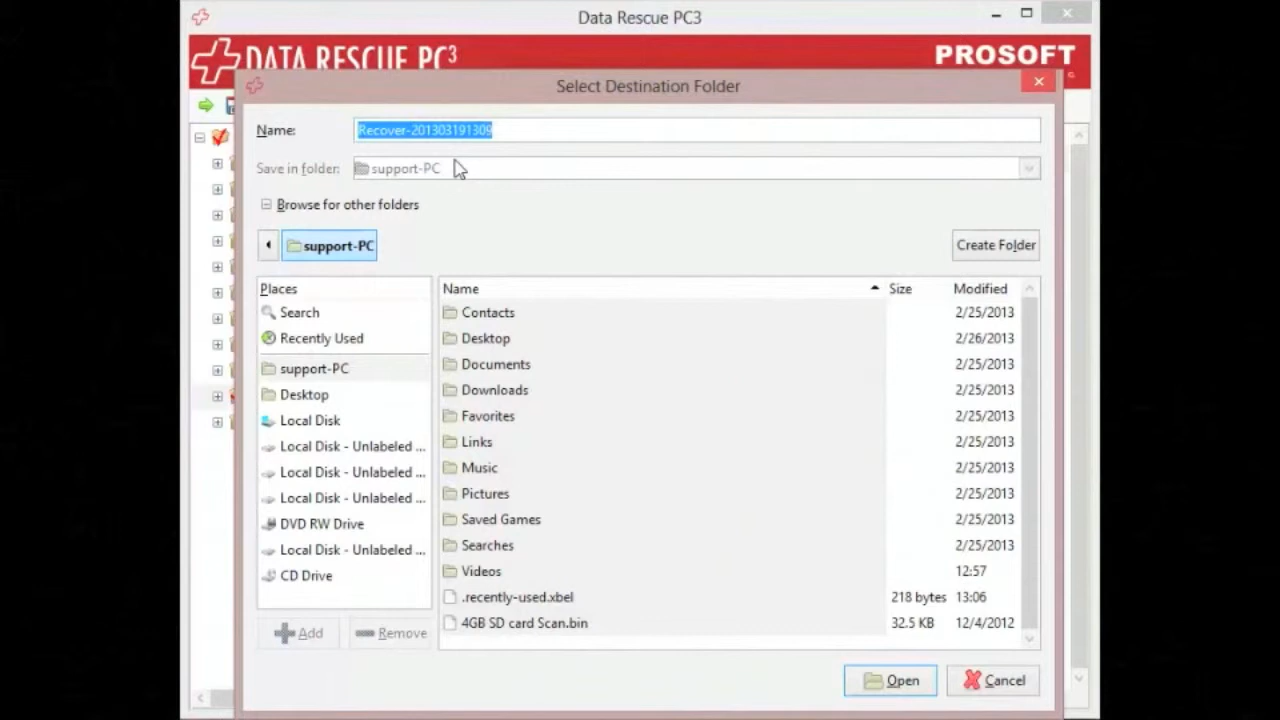 Data Rescue PC3
DATA RESCUE PC3
PROSOFT
Select Destination Folder
Name: Recover-201303191309
Save in folder: support-PC
Browse for other folders
support-PC
Create Folder
Places
Search
Recently Used
support-PC
Desktop
Local Disk
Local Disk - Unlabeled ...
Local Disk - Unlabeled ...
Local Disk - Unlabeled ...
DVD RW Drive
Local Disk - Unlabeled ...
CD Drive
Add Remove
Name Size Modified
Contacts 2/25/2013
Desktop 2/26/2013
Documents 2/25/2013
Downloads 2/25/2013
Favorites 2/25/2013
Links 2/25/2013
Music 2/25/2013
Pictures 2/25/2013
Saved Games 2/25/2013
Searches 2/25/2013
Videos 12:57
.recently-used.xbel 218 bytes 13:06
4GB SD card Scan.bin 32.5 KB 12/4/2012
Open Cancel